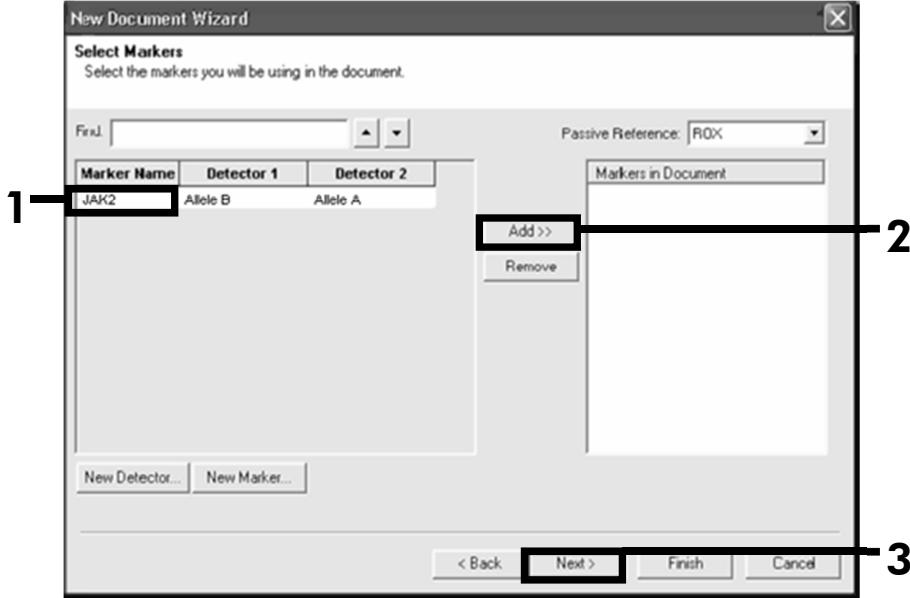 New Document Wizard
Select Markers
Select the markers you will be using in the document.
Find: Passive Reference: ROX
Marker Name Detector 1 Detector 2 Markers in Document
1 JAK2 Allele B Allele A
Add >> 2
Remove
New Detector... New Marker...
< Back Next > Finish Cancel 3